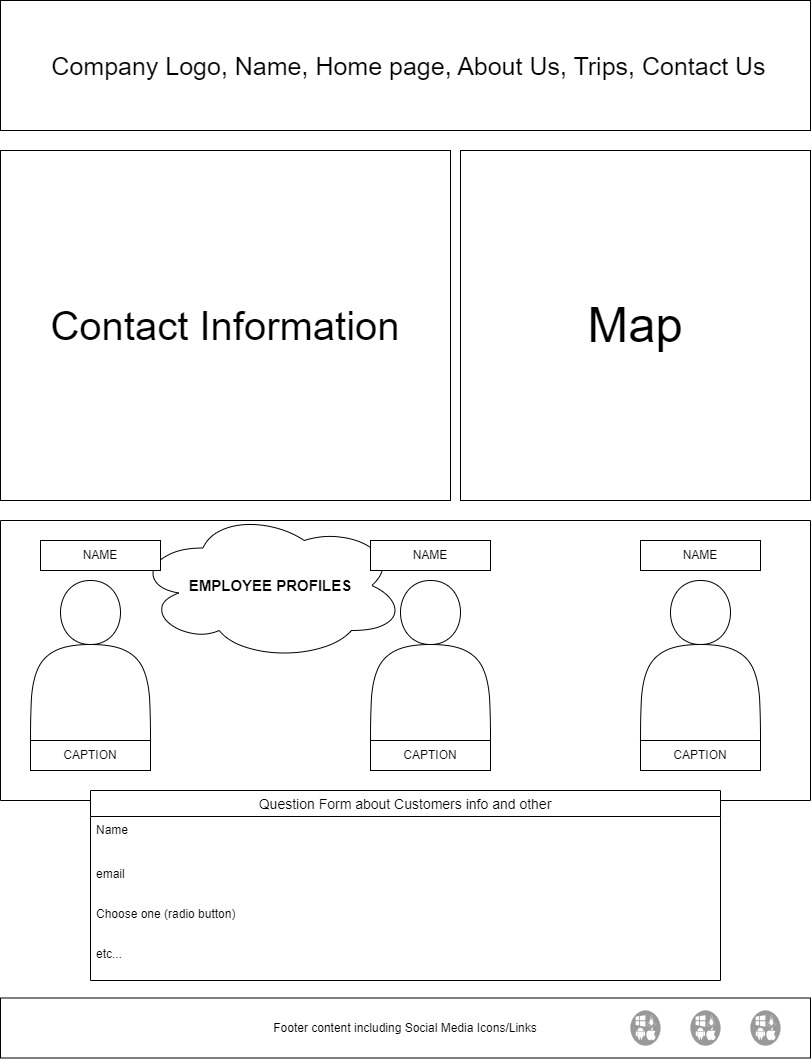 Company Logo, Name, Home page, About Us, Trips, Contact Us
Contact Information
Map
NAME
NAME
NAME
EMPLOYEE PROFILES
CAPTION
CAPTION
CAPTION
Question Form about Customers info and other
Name
email
Choose one (radio button)
etc...
Footer content including Social Media Icons/Links